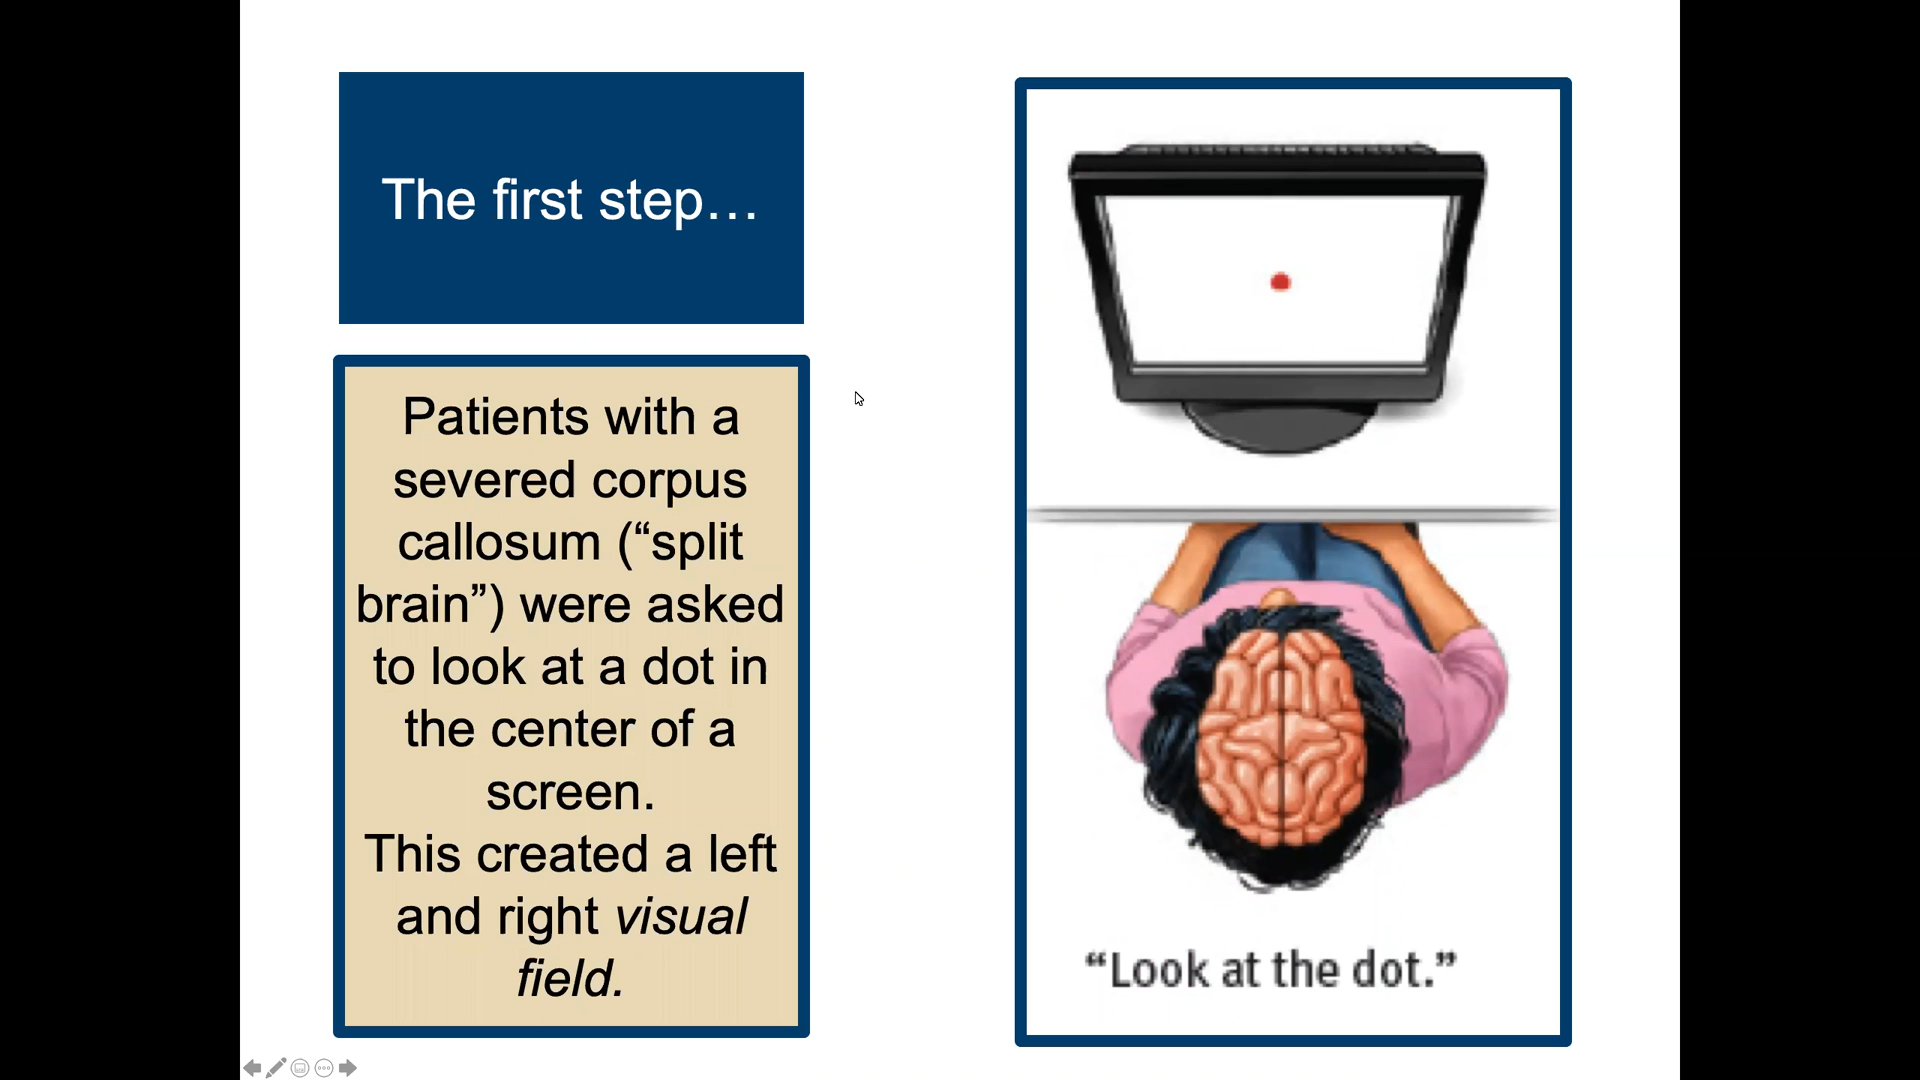 The first step…
Patients with a
severed corpus
callosum (“split
brain”) were asked
to look at a dot in
the center of a
screen.
This created a left
and right visual
field.
“Look at the dot.”